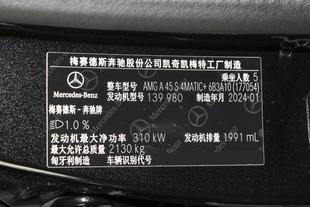 梅赛德斯奔驰股份公司凯奇凯梅特工厂制造
乘坐人数 5
Mercedes-Benz
整车型号 AMG A 45 S 4MATIC+ 6B3A10 (177054)
发动机型号 139 980 制造年月 2024-01
梅赛德斯－奔驰牌
1.0 %
发动机最大净功率 310 kW 发动机排量 1991 mL
最大允许总质量 2130 kg
匈牙利制造 车辆识别代号